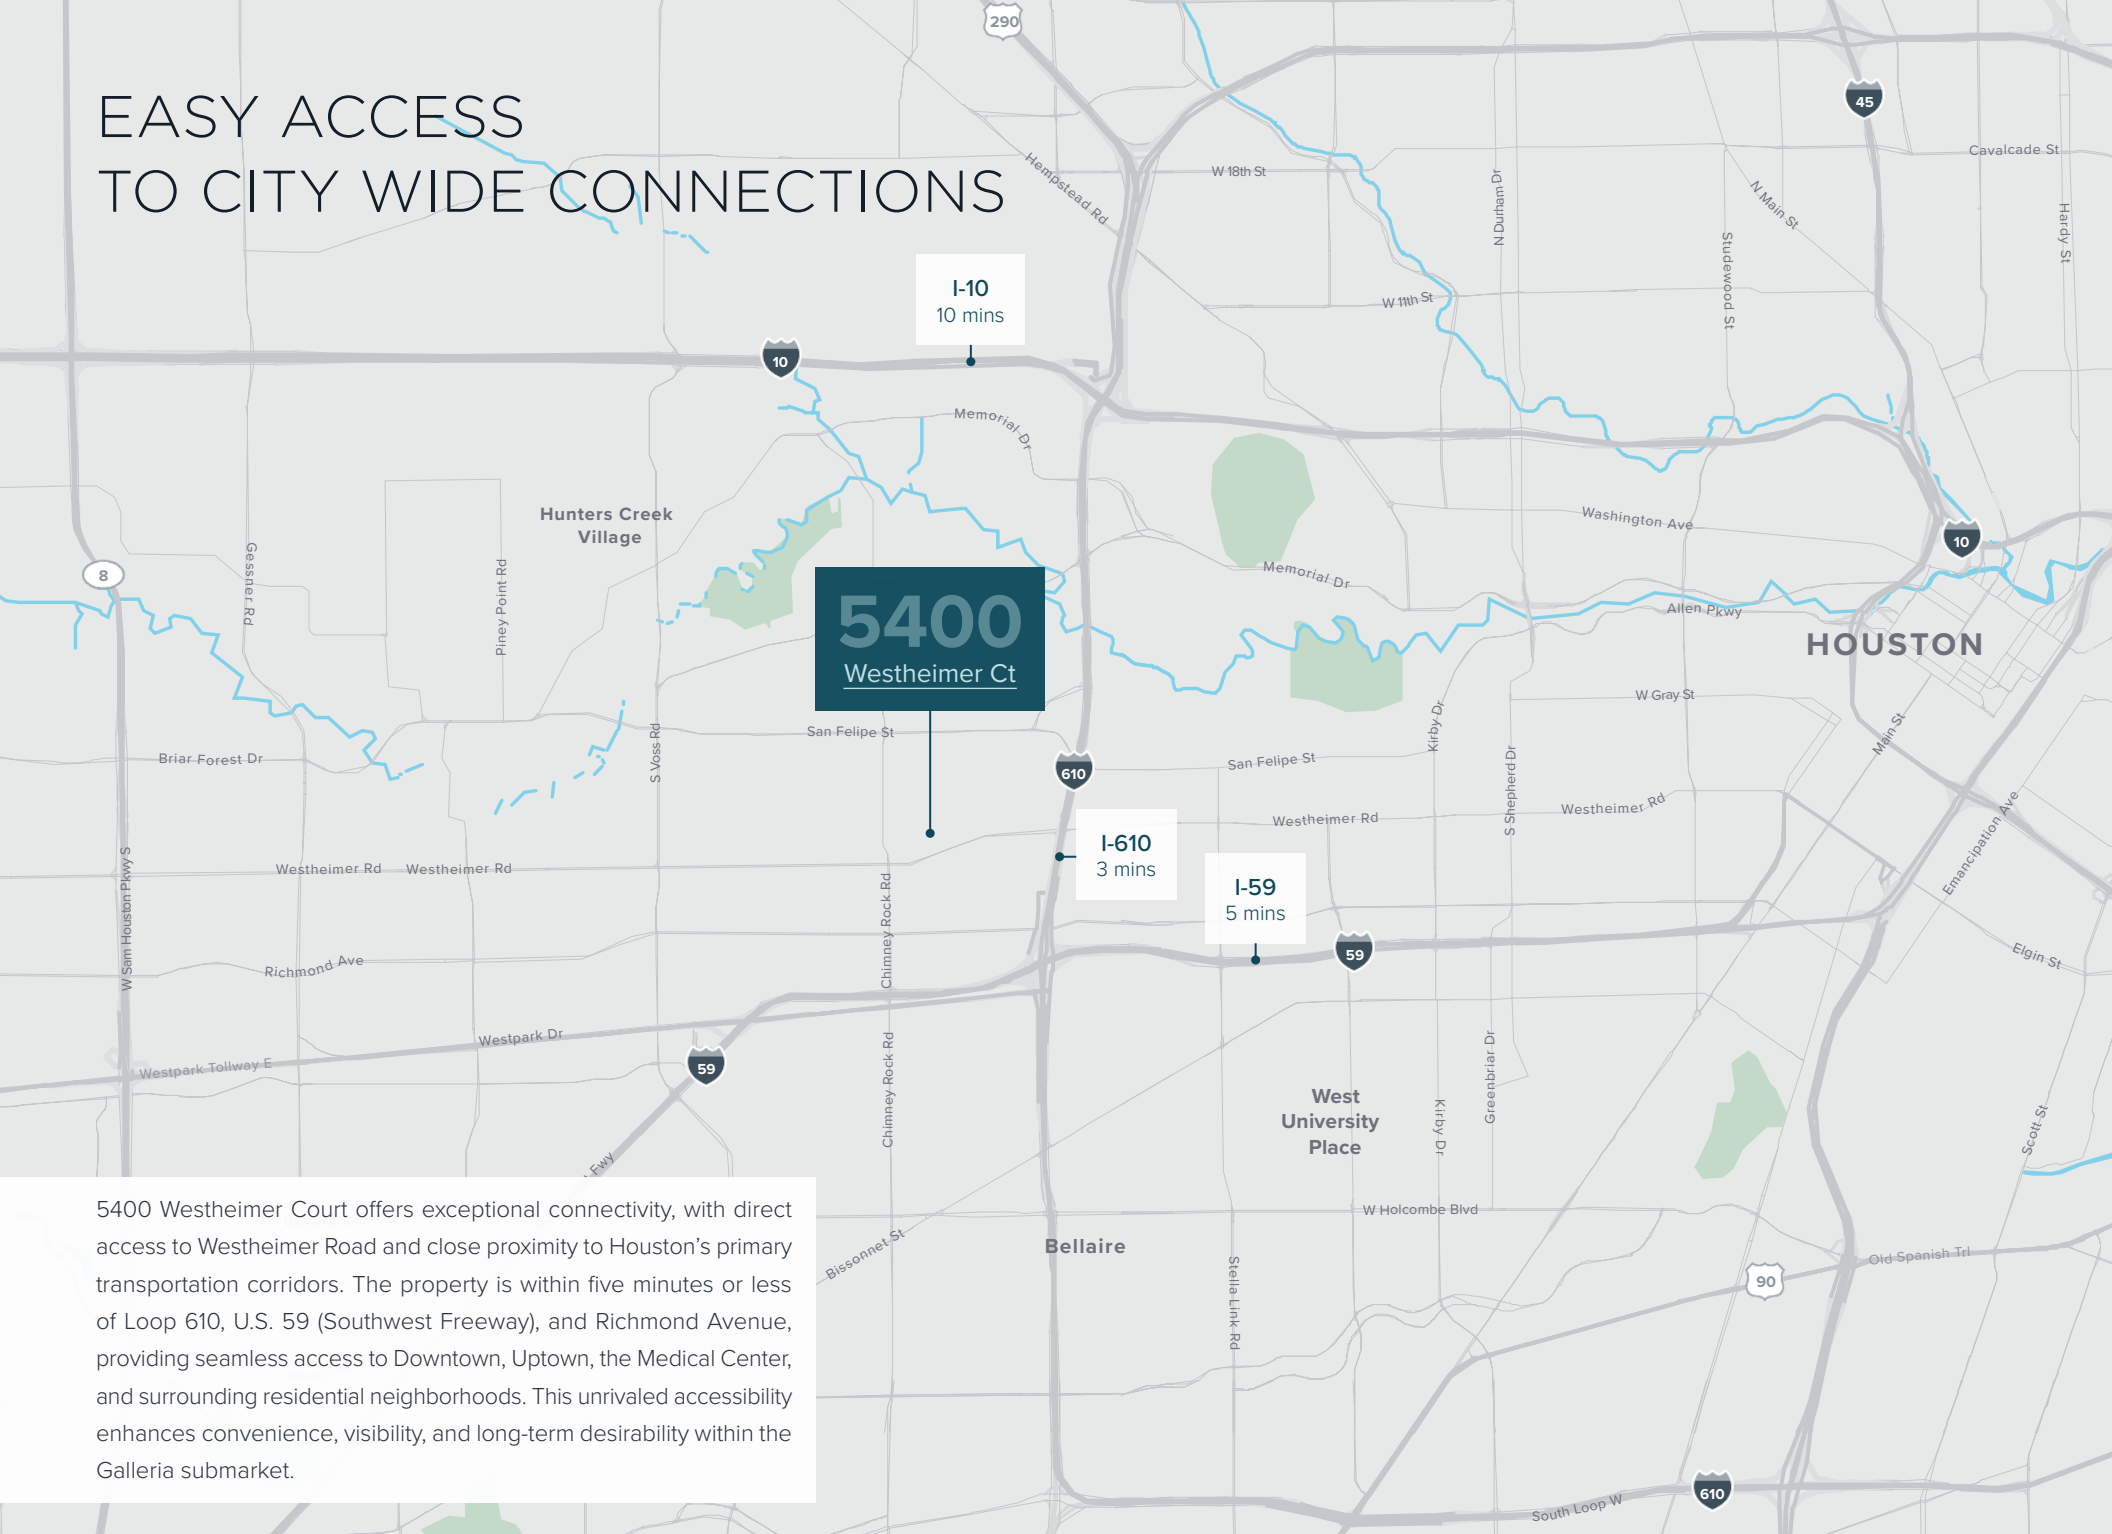 EASY ACCESS
TO CITY WIDE CONNECTIONS
290
45
Cavalcade St
Hempstead Rd
W 18th St
N Durham Dr
N Main St
Studewood St
Hardy St
I-10
10 mins
W 11th St
10
Memorial Dr
Hunters Creek
Village
Washington Ave
10
8
Gessner Rd
Piney Point Rd
Memorial Dr
Allen Pkwy
5400
Westheimer Ct
HOUSTON
W Gray St
Kirby Dr
Main St
San Felipe St
S Voss Rd
Briar Forest Dr
610
San Felipe St
S Shepherd Dr
Westheimer Rd
Westheimer Rd
Emancipation Ave
I-610
3 mins
I-59
5 mins
Westheimer Rd
Westheimer Rd
W Sam Houston Pkwy S
Chimney Rock Rd
Richmond Ave
59
Elgin St
Westpark Dr
Westpark Tollway E
59
Chimney Rock Rd
Greenbriar Dr
Kirby Dr
West
University
Place
Scott St
Fwy
W Holcombe Blvd
Bissonnet St
Bellaire
Stella Link Rd
Old Spanish Trl
90
5400 Westheimer Court offers exceptional connectivity, with direct
access to Westheimer Road and close proximity to Houston’s primary
transportation corridors. The property is within five minutes or less
of Loop 610, U.S. 59 (Southwest Freeway), and Richmond Avenue,
providing seamless access to Downtown, Uptown, the Medical Center,
and surrounding residential neighborhoods. This unrivaled accessibility
enhances convenience, visibility, and long-term desirability within the
Galleria submarket.
South Loop W
610